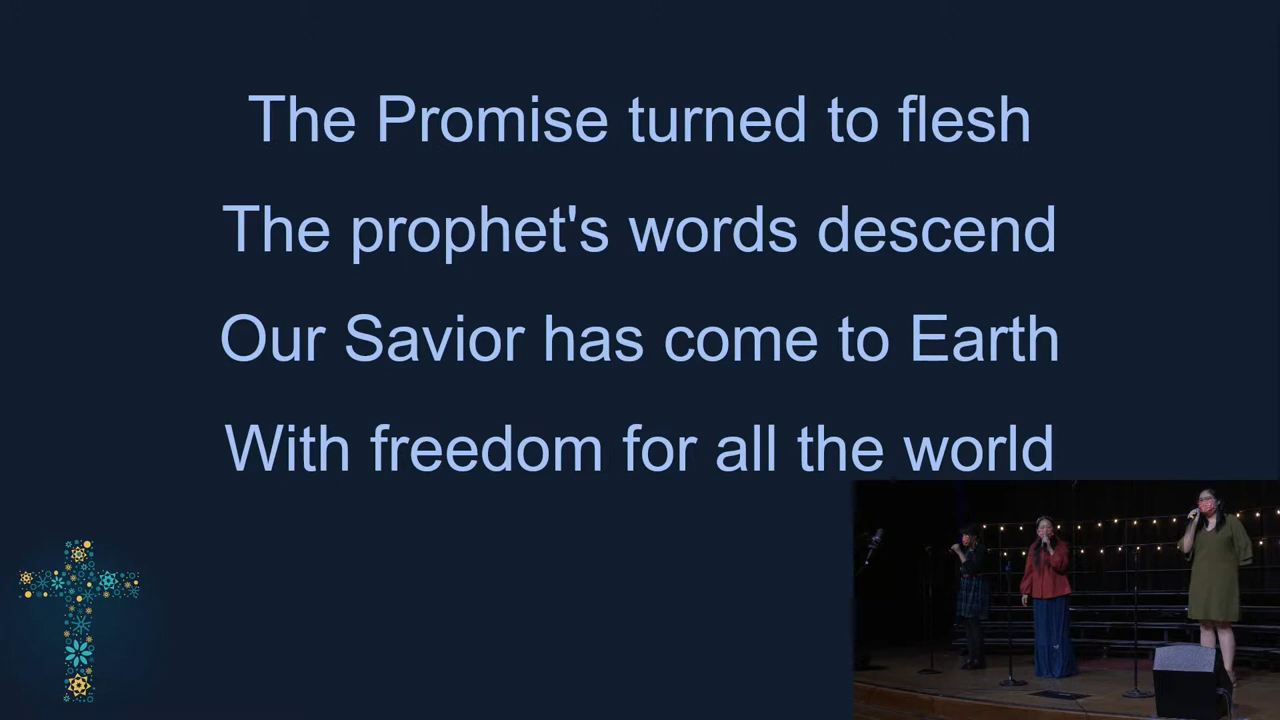 The Promise turned to flesh
The prophet's words descend
Our Savior has come to Earth
With freedom for all the world